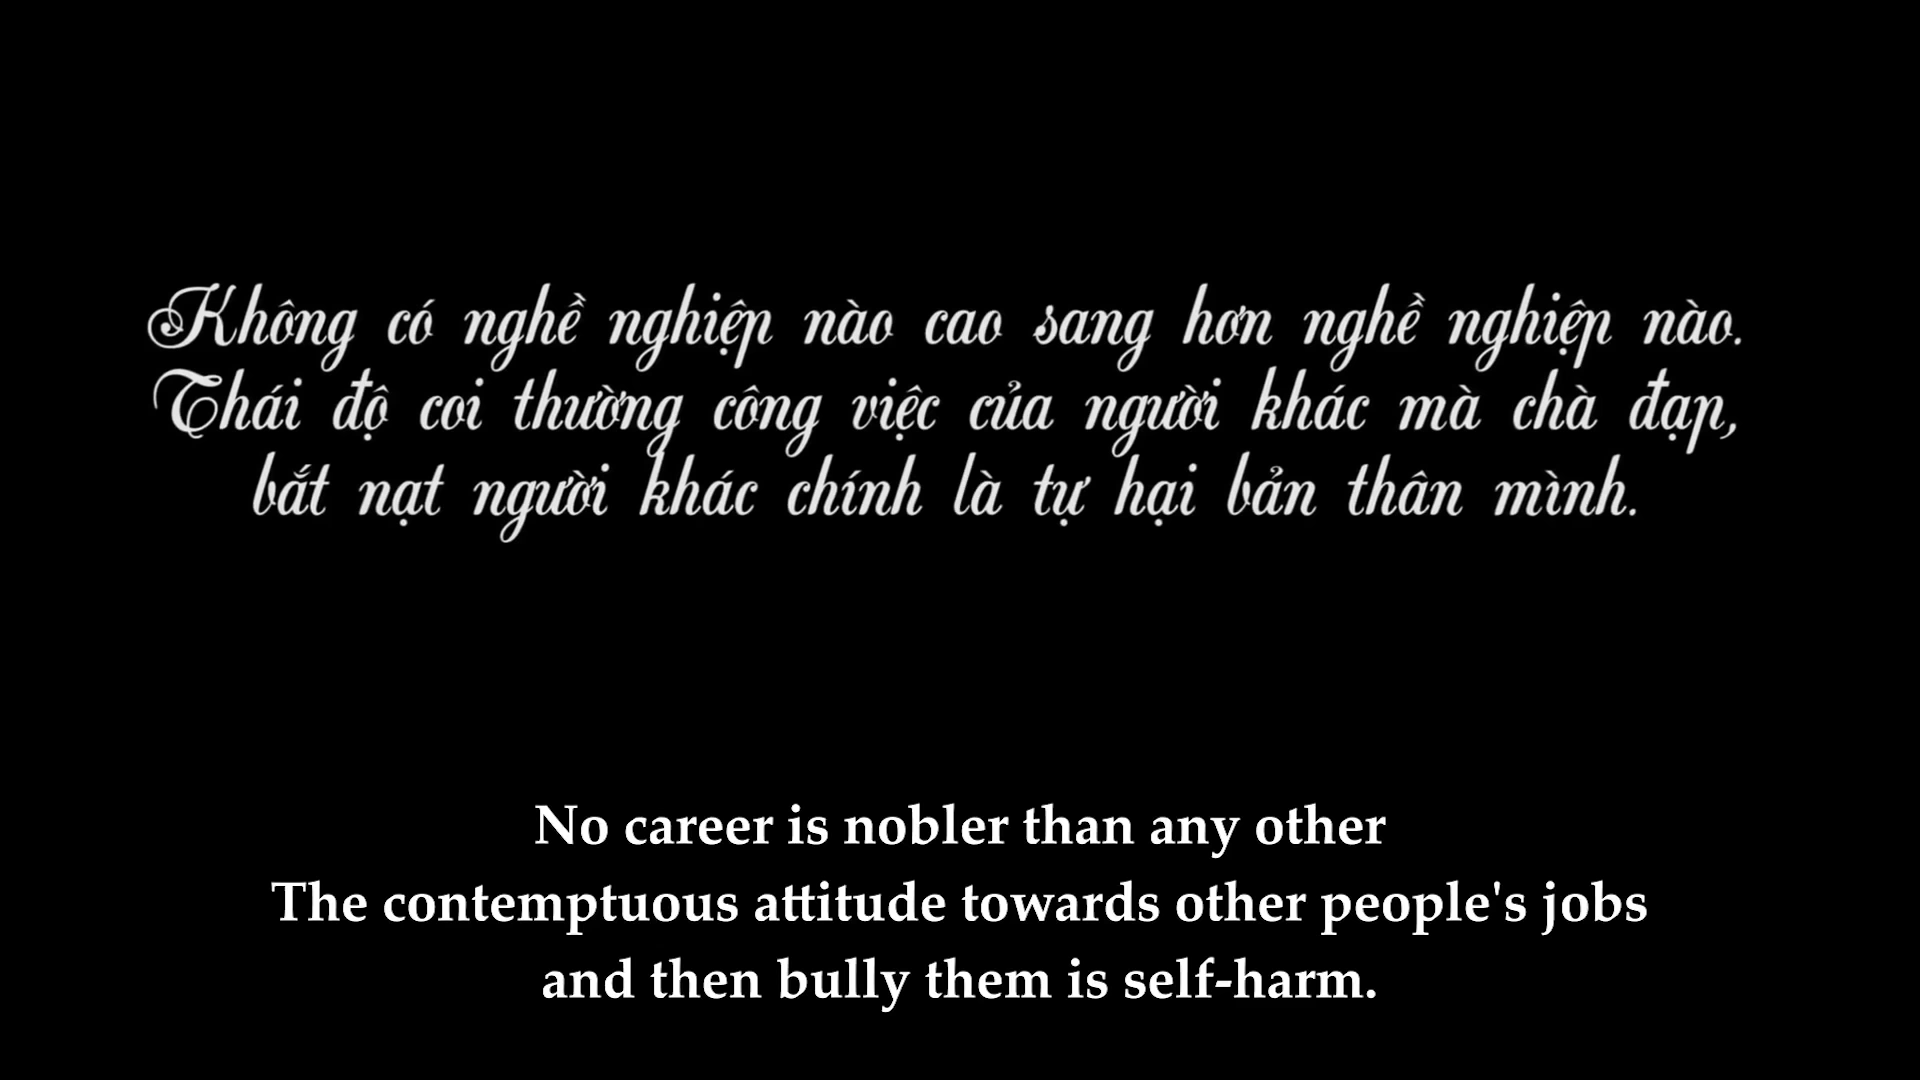 Không có nghề nghiệp nào cao sang hơn nghề nghiệp nào.
Thái độ coi thường công việc của người khác mà chà đạp,
bắt nạt người khác chính là tự hại bản thân mình.
No career is nobler than any other
The contemptuous attitude towards other people's jobs
and then bully them is self-harm.